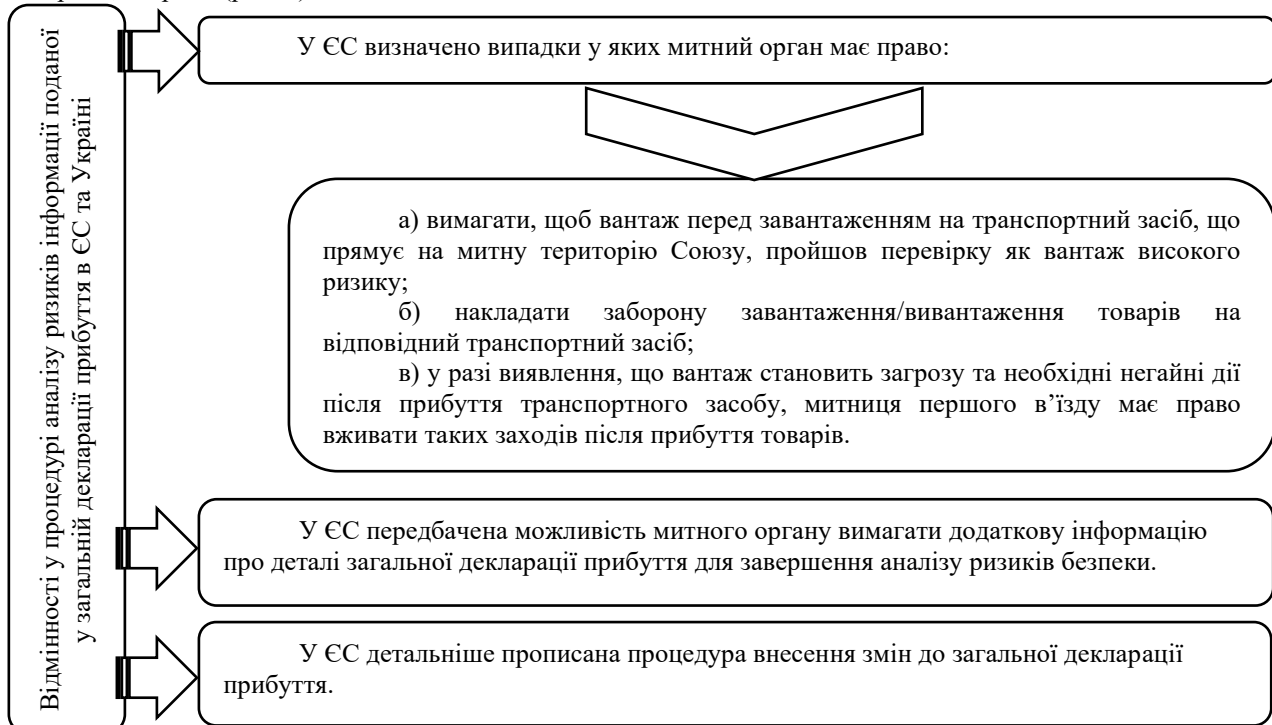 Відмінності у процедурі аналізу ризиків інформації поданої
у загальній декларації прибуття в ЄС та Україні
У ЄС визначено випадки у яких митний орган має право:
а) вимагати, щоб вантаж перед завантаженням на транспортний засіб, що
прямує на митну територію Союзу, пройшов перевірку як вантаж високого
ризику;
б) накладати заборону завантаження/вивантаження товарів на
відповідний транспортний засіб;
в) у разі виявлення, що вантаж становить загрозу та необхідні негайні дії
після прибуття транспортного засобу, митниця першого в’їзду має право
вживати таких заходів після прибуття товарів.
У ЄС передбачена можливість митного органу вимагати додаткову інформацію
про деталі загальної декларації прибуття для завершення аналізу ризиків безпеки.
У ЄС детальніше прописана процедура внесення змін до загальної декларації
прибуття.